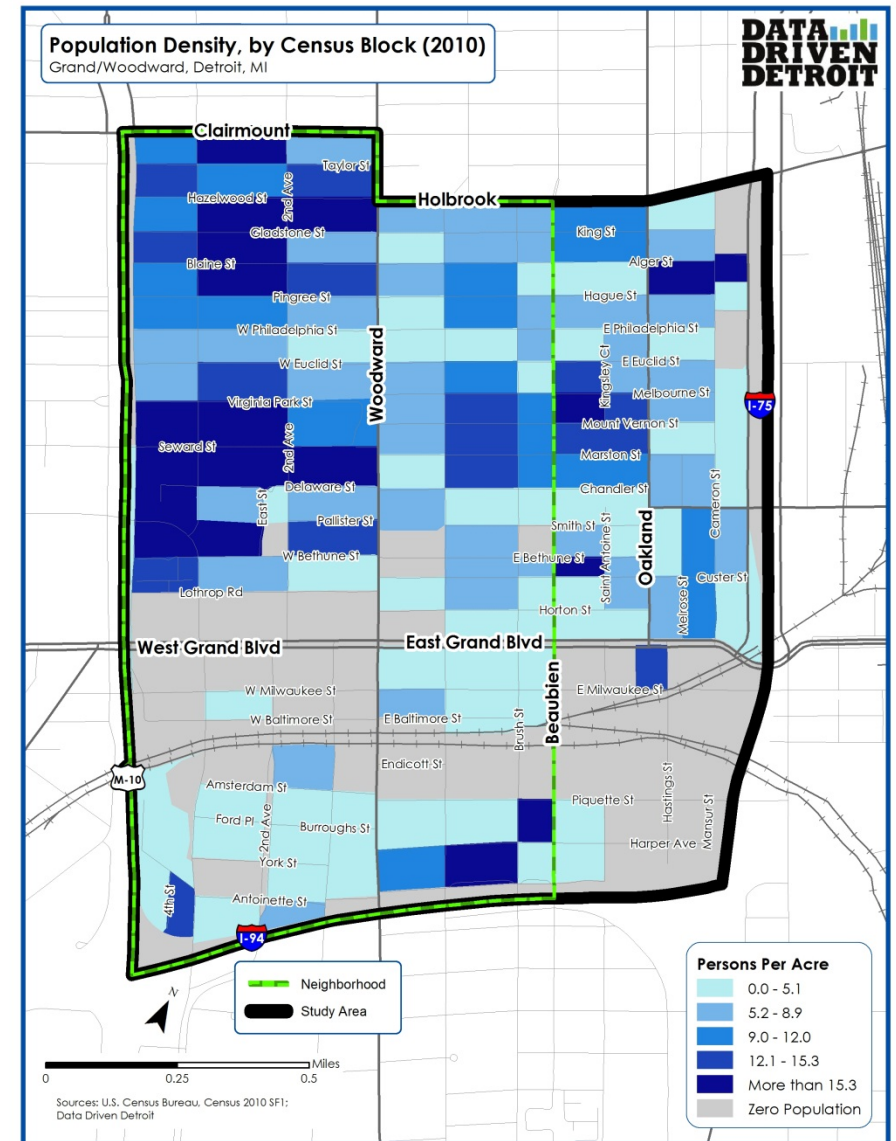 Population Density, by Census Block (2010)
Grand/Woodward, Detroit, MI
DATA
DRIVEN
DETROIT
Clairmount
Taylor St
2nd Ave
Hazelwood St
Holbrook
Gladstone St
King St
Blaine St
Alger St
Pingree St
Hague St
W Philadelphia St
E Philadelphia St
Woodward
W Euclid St
E Euclid St
Kingsley Ct
Virginia Park St
Melbourne St
I-75
Mount Vernon St
Seward St
2nd Ave
Marston St
Delaware St
Chandler St
Cameron St
East St
Pallister St
Smith St
Saint Antoine St
Oakland
W Bethune St
E Bethune St
Custer St
Lothrop Rd
Melrose St
Horton St
West Grand Blvd
East Grand Blvd
W Milwaukee St
E Milwaukee St
Beaubien
W Baltimore St
E Baltimore St
Brush St
Endicott St
M-10
Amsterdam St
Piquette St
Hastings St
Mansur St
Ford Pl
2nd Ave
Burroughs St
Harper Ave
York St
4th St
Antoinette St
I-94
N
Neighborhood
Study Area
Miles
0
0.25
0.5
Sources: U.S. Census Bureau, Census 2010 SF1;
Data Driven Detroit
Persons Per Acre
0.0 - 5.1
5.2 - 8.9
9.0 - 12.0
12.1 - 15.3
More than 15.3
Zero Population